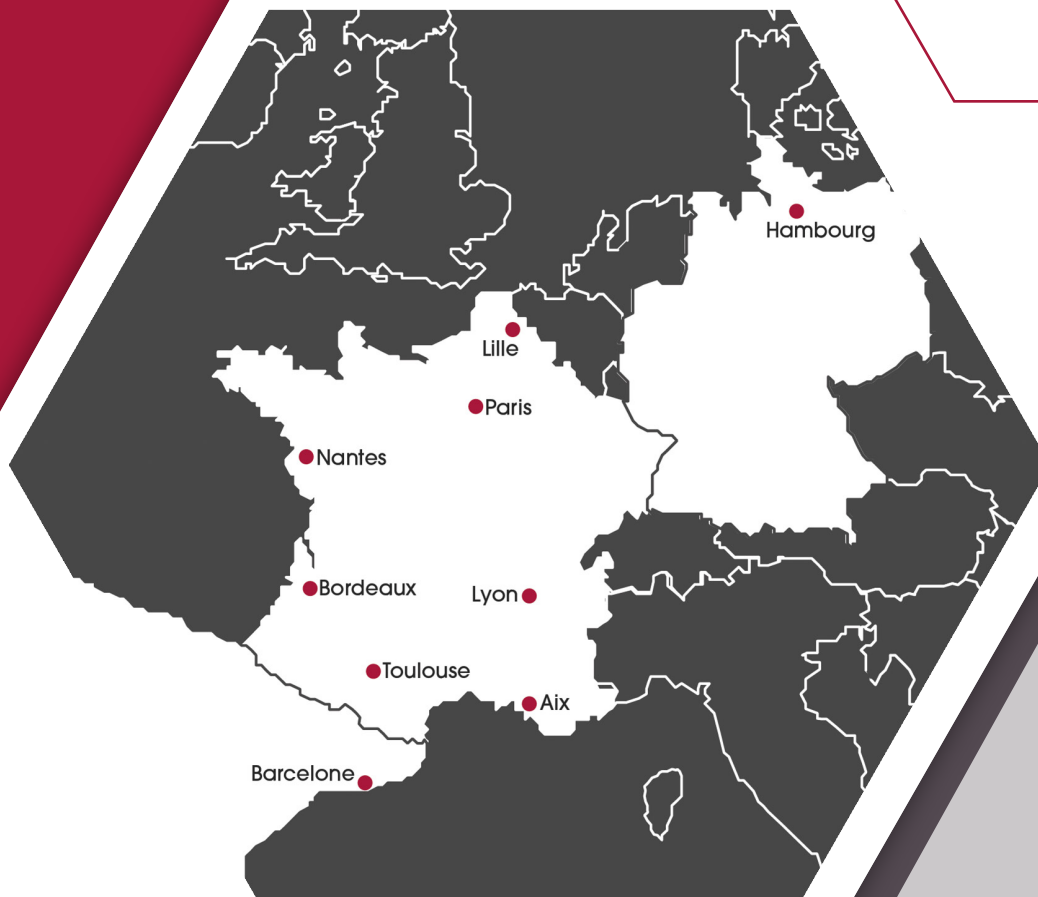 Hambourg
Lille
Paris
Nantes
Bordeaux
Lyon
Toulouse
Aix
Barcelone